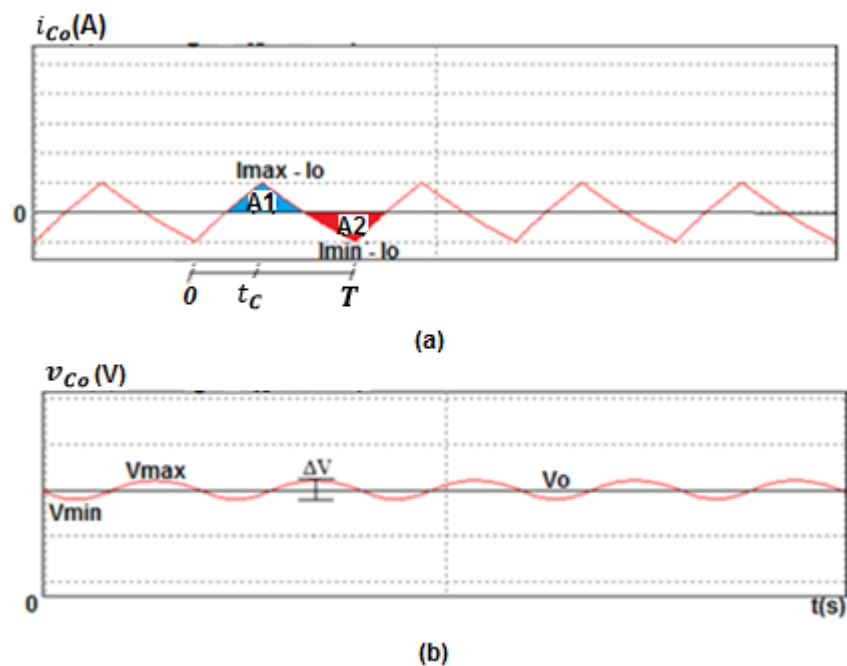 i_Co (A)
Imax - Io
A1
0
A2
Imin - Io
0 t_C T
(a)
v_Co (V)
Vmax
ΔV
Vo
Vmin
0
t(s)
(b)